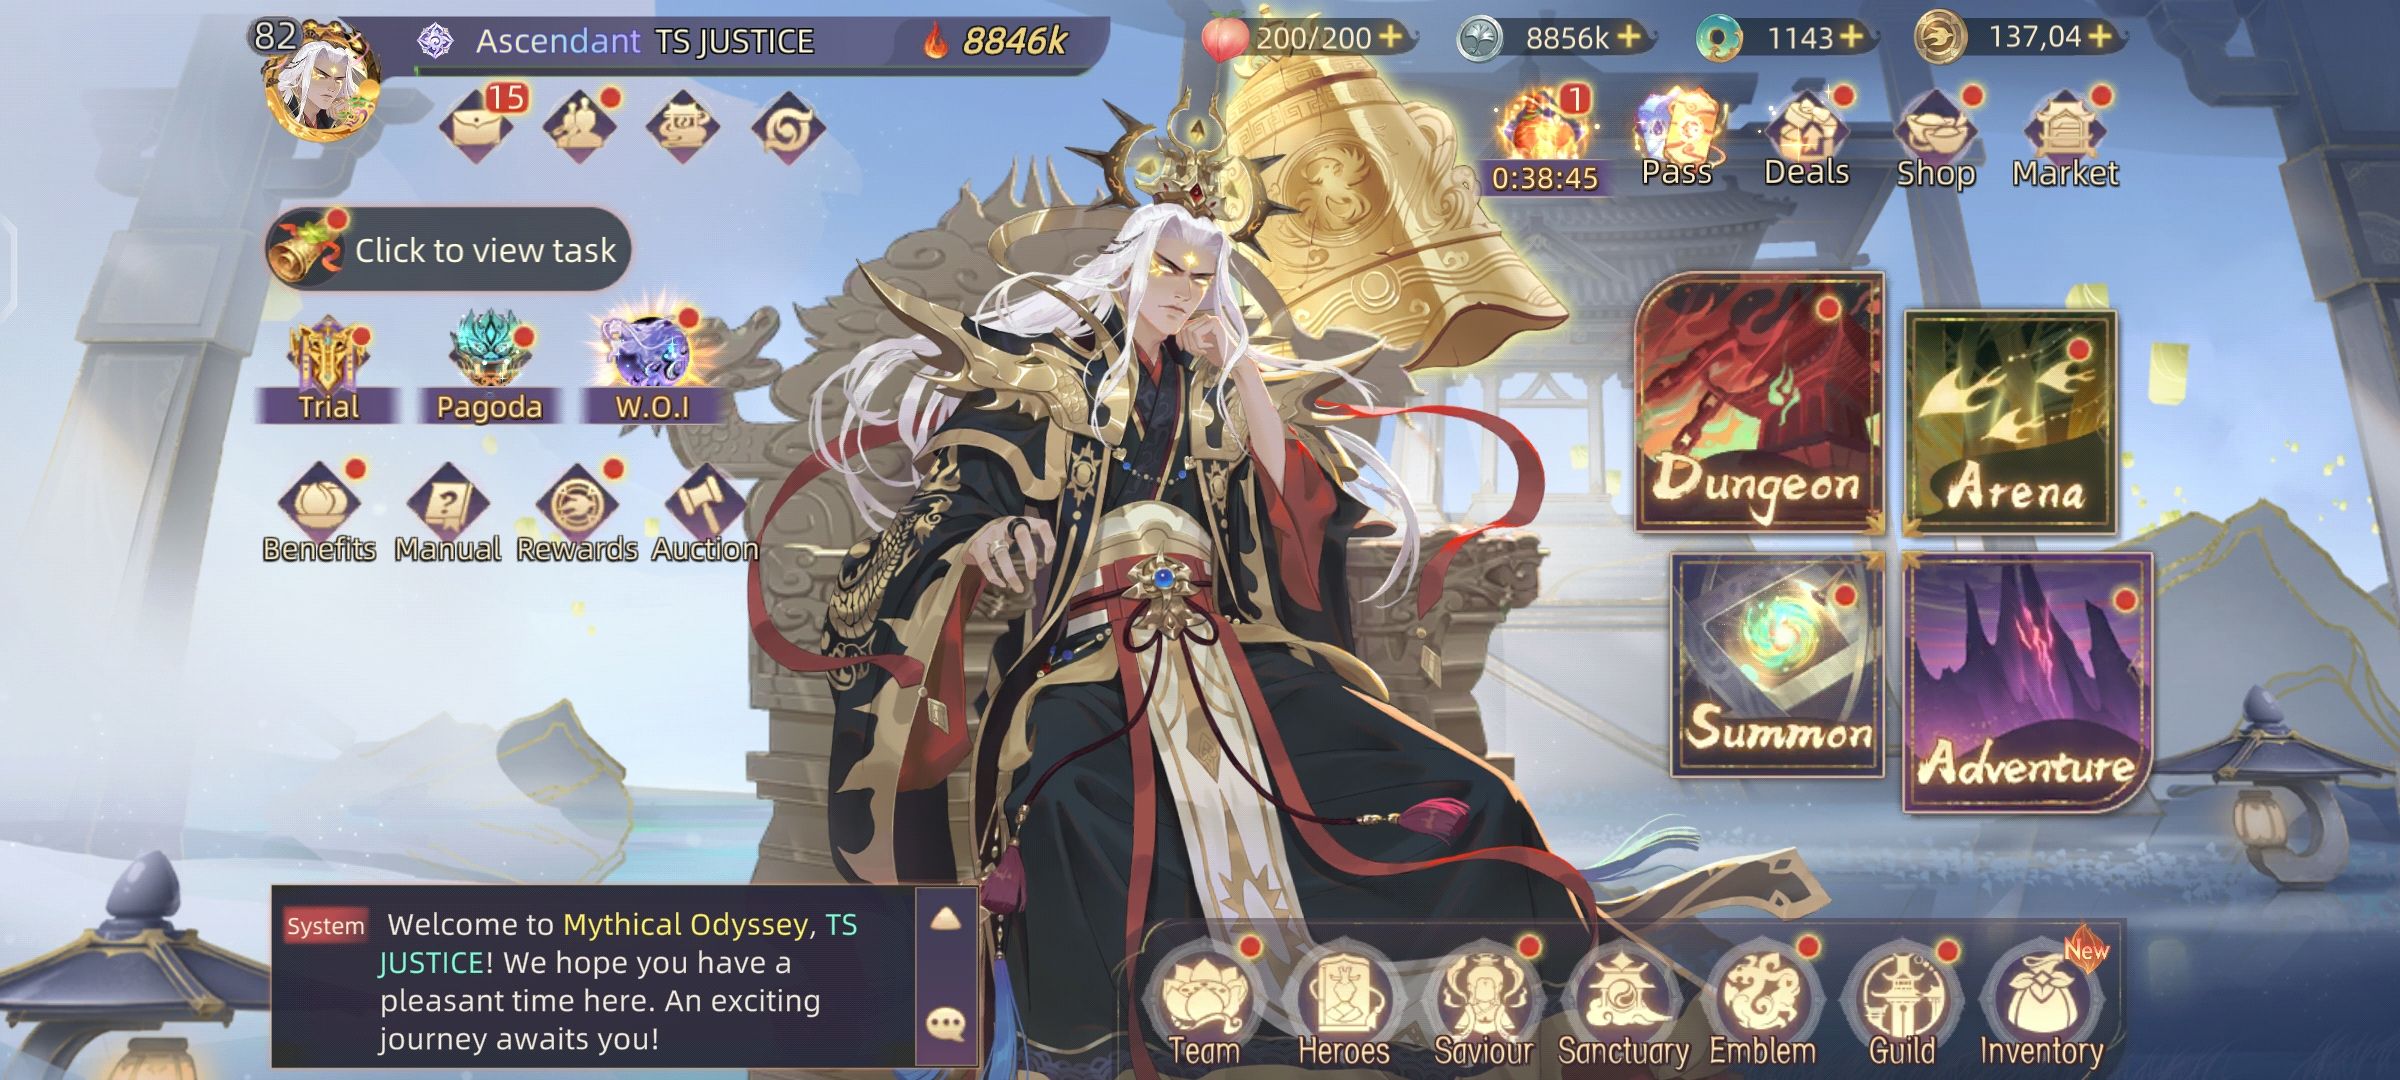 82
Ascendant TS JUSTICE
8846k
200/200
8856k
1143
137,04
15
1
0:38:45
Pass
Deals
Shop
Market
Click to view task
Trial
Pagoda
W.O.I
Benefits
Manual
Rewards
Auction
Dungeon
Arena
Summon
Adventure
System Welcome to Mythical Odyssey, TS
JUSTICE! We hope you have a
pleasant time here. An exciting
journey awaits you!
New
Team
Heroes
Saviour
Sanctuary
Emblem
Guild
Inventory